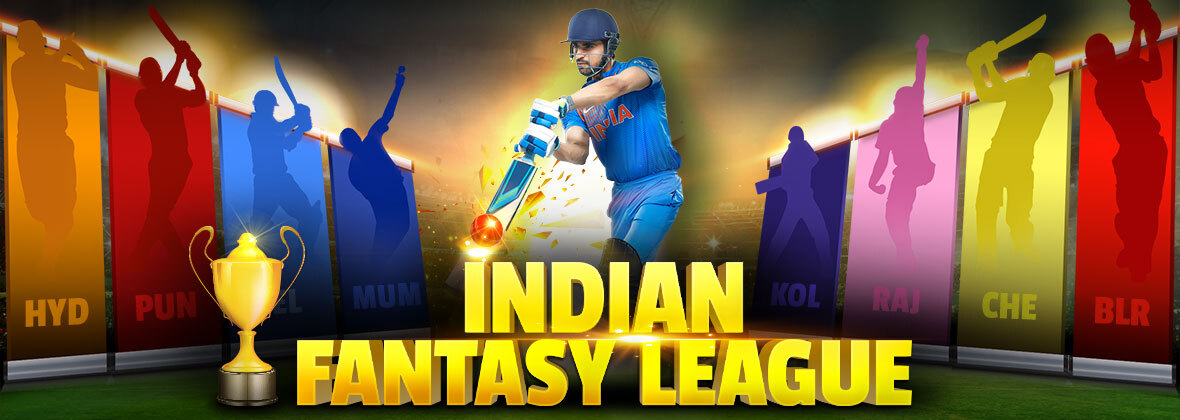 HYD
PUN
MUM
INDIA
KOL
RAJ
CHE
BLR
INDIAN
FANTASY LEAGUE